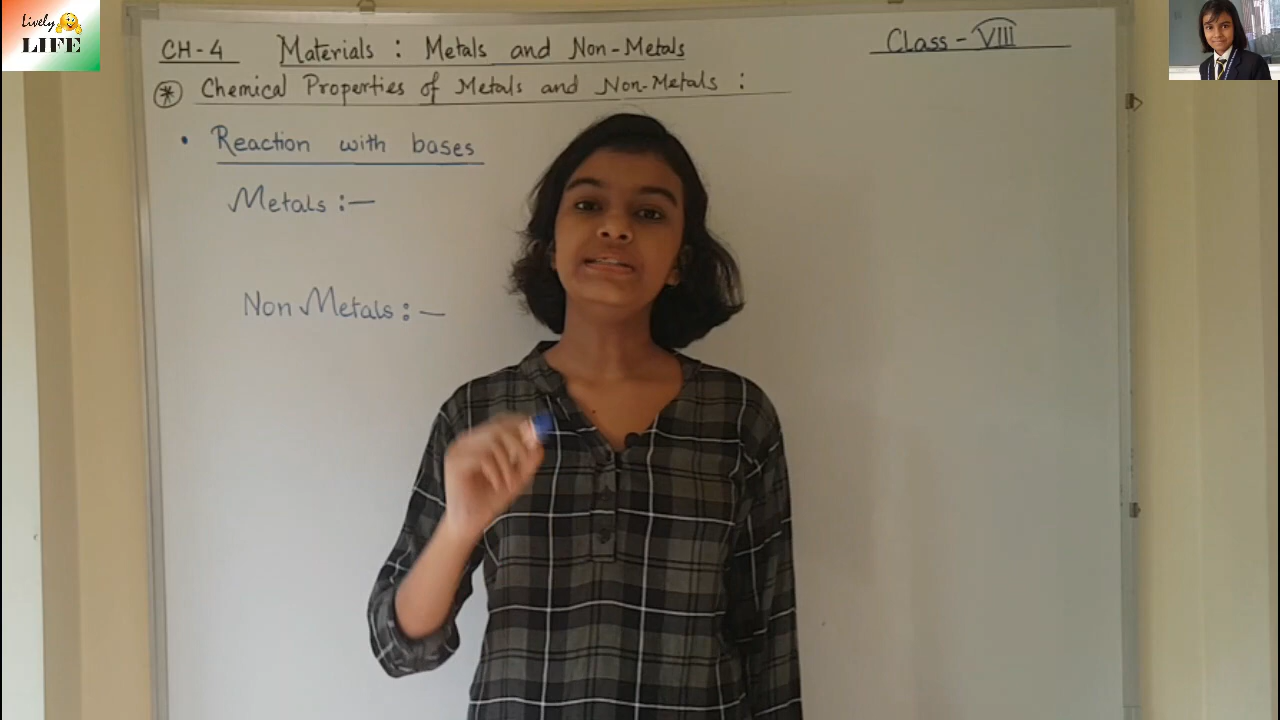 Lively
LIFE
CH-4 Materials : Metals and Non-Metals
Class - VIII
* Chemical Properties of Metals and Non-Metals :
• Reaction with bases
Metals :—
Non Metals :—